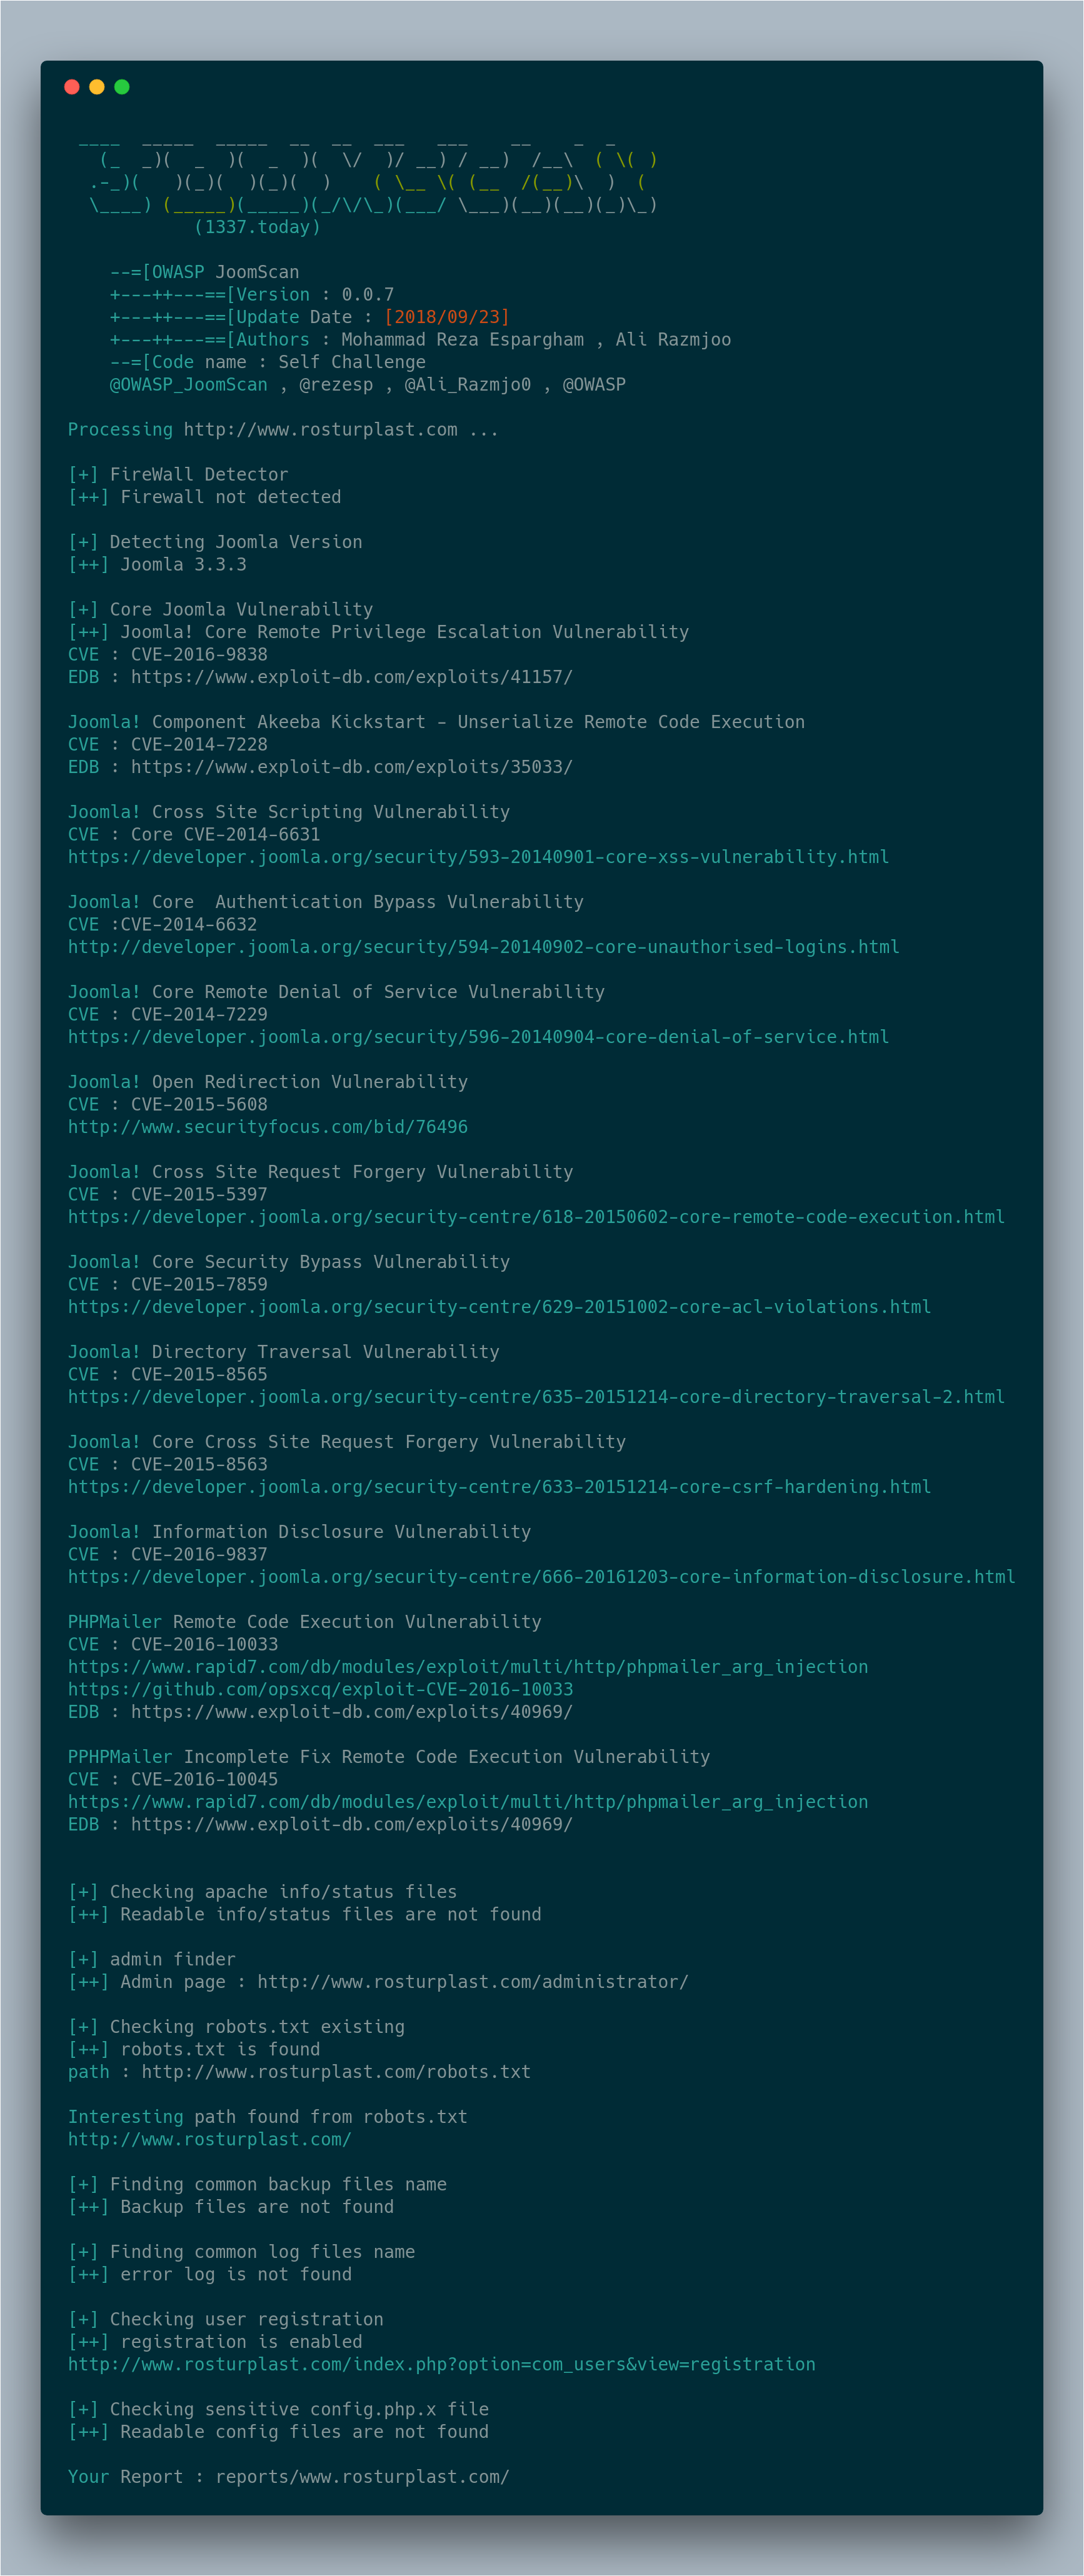 ____  _____  _____  __  __  ___   ___    __    _  _
   (_  _)(  _  )(  _  )(  \/  )/ __) / __)  /__\  ( \( )
  .-_)(   )(_)(  )(_)(  )    ( \__ \( (__  /(__)\  )  (
  \____) (_____)(_____)(_/\/\_)(___/ \___)(__)(__)(_)\_)
            (1337.today)

    --=[OWASP JoomScan
    +---++---==[Version : 0.0.7
    +---++---==[Update Date : [2018/09/23]
    +---++---==[Authors : Mohammad Reza Espargham , Ali Razmjoo
    --=[Code name : Self Challenge
    @OWASP_JoomScan , @rezesp , @Ali_Razmjo0 , @OWASP

Processing http://www.rosturplast.com ...

[+] FireWall Detector
[++] Firewall not detected

[+] Detecting Joomla Version
[++] Joomla 3.3.3

[+] Core Joomla Vulnerability
[++] Joomla! Core Remote Privilege Escalation Vulnerability
CVE : CVE-2016-9838
EDB : https://www.exploit-db.com/exploits/41157/

Joomla! Component Akeeba Kickstart - Unserialize Remote Code Execution
CVE : CVE-2014-7228
EDB : https://www.exploit-db.com/exploits/35033/

Joomla! Cross Site Scripting Vulnerability
CVE : Core CVE-2014-6631
https://developer.joomla.org/security/593-20140901-core-xss-vulnerability.html

Joomla! Core  Authentication Bypass Vulnerability
CVE :CVE-2014-6632
http://developer.joomla.org/security/594-20140902-core-unauthorised-logins.html

Joomla! Core Remote Denial of Service Vulnerability
CVE : CVE-2014-7229
https://developer.joomla.org/security/596-20140904-core-denial-of-service.html

Joomla! Open Redirection Vulnerability
CVE : CVE-2015-5608
http://www.securityfocus.com/bid/76496

Joomla! Cross Site Request Forgery Vulnerability
CVE : CVE-2015-5397
https://developer.joomla.org/security-centre/618-20150602-core-remote-code-execution.html

Joomla! Core Security Bypass Vulnerability
CVE : CVE-2015-7859
https://developer.joomla.org/security-centre/629-20151002-core-acl-violations.html

Joomla! Directory Traversal Vulnerability
CVE : CVE-2015-8565
https://developer.joomla.org/security-centre/635-20151214-core-directory-traversal-2.html

Joomla! Core Cross Site Request Forgery Vulnerability
CVE : CVE-2015-8563
https://developer.joomla.org/security-centre/633-20151214-core-csrf-hardening.html

Joomla! Information Disclosure Vulnerability
CVE : CVE-2016-9837
https://developer.joomla.org/security-centre/666-20161203-core-information-disclosure.html

PHPMailer Remote Code Execution Vulnerability
CVE : CVE-2016-10033
https://www.rapid7.com/db/modules/exploit/multi/http/phpmailer_arg_injection
https://github.com/opsxcq/exploit-CVE-2016-10033
EDB : https://www.exploit-db.com/exploits/40969/

PPHPMailer Incomplete Fix Remote Code Execution Vulnerability
CVE : CVE-2016-10045
https://www.rapid7.com/db/modules/exploit/multi/http/phpmailer_arg_injection
EDB : https://www.exploit-db.com/exploits/40969/

[+] Checking apache info/status files
[++] Readable info/status files are not found

[+] admin finder
[++] Admin page : http://www.rosturplast.com/administrator/

[+] Checking robots.txt existing
[++] robots.txt is found
path : http://www.rosturplast.com/robots.txt

Interesting path found from robots.txt
http://www.rosturplast.com/

[+] Finding common backup files name
[++] Backup files are not found

[+] Finding common log files name
[++] error log is not found

[+] Checking user registration
[++] registration is enabled
http://www.rosturplast.com/index.php?option=com_users&view=registration

[+] Checking sensitive config.php.x file
[++] Readable config files are not found

Your Report : reports/www.rosturplast.com/